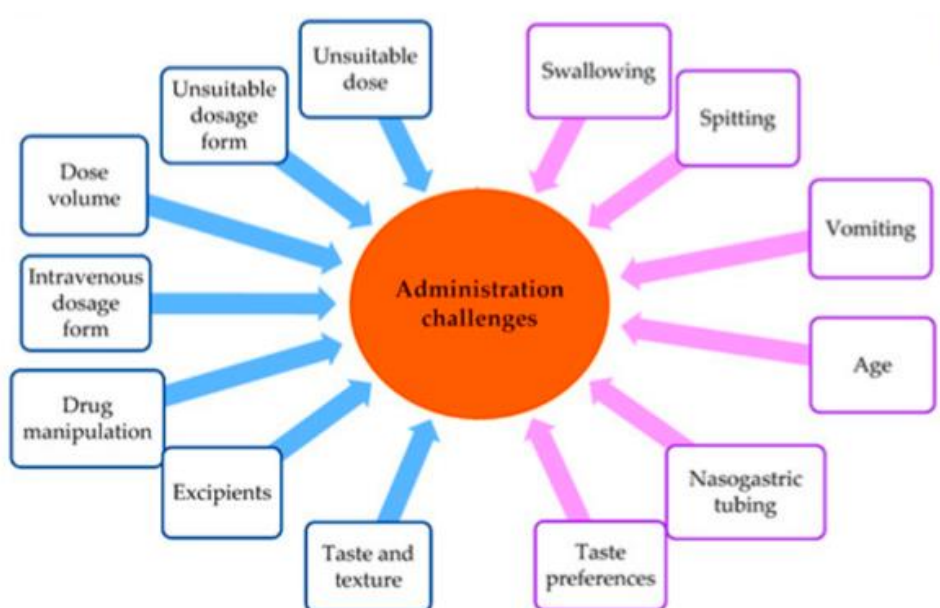 Unsuitable
dose
Unsuitable
dosage
form
Dose
volume
Intravenous
dosage
form
Drug
manipulation
Excipients
Taste and
texture
Administration
challenges
Swallowing
Spitting
Vomiting
Age
Nasogastric
tubing
Taste
preferences